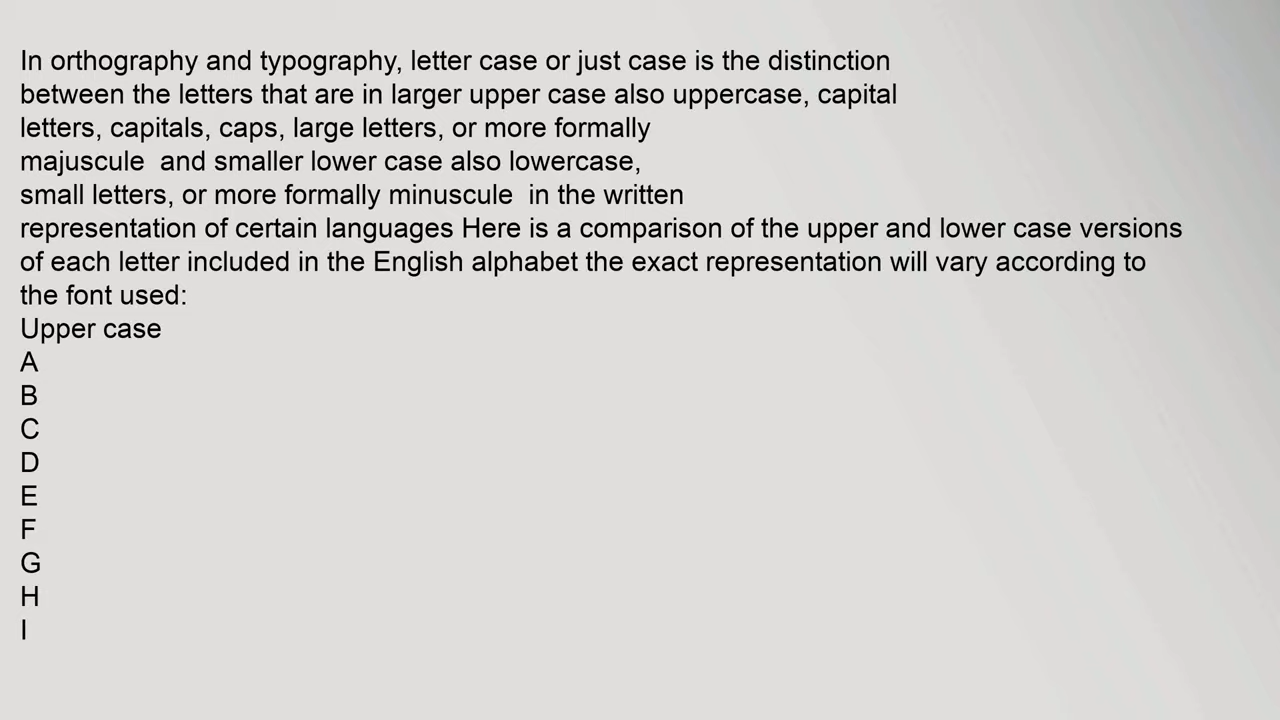 In orthography and typography, letter case or just case is the distinction
between the letters that are in larger upper case also uppercase, capital
letters, capitals, caps, large letters, or more formally
majuscule  and smaller lower case also lowercase,
small letters, or more formally minuscule  in the written
representation of certain languages Here is a comparison of the upper and lower case versions
of each letter included in the English alphabet the exact representation will vary according to
the font used:
Upper case
A
B
C
D
E
F
G
H
I